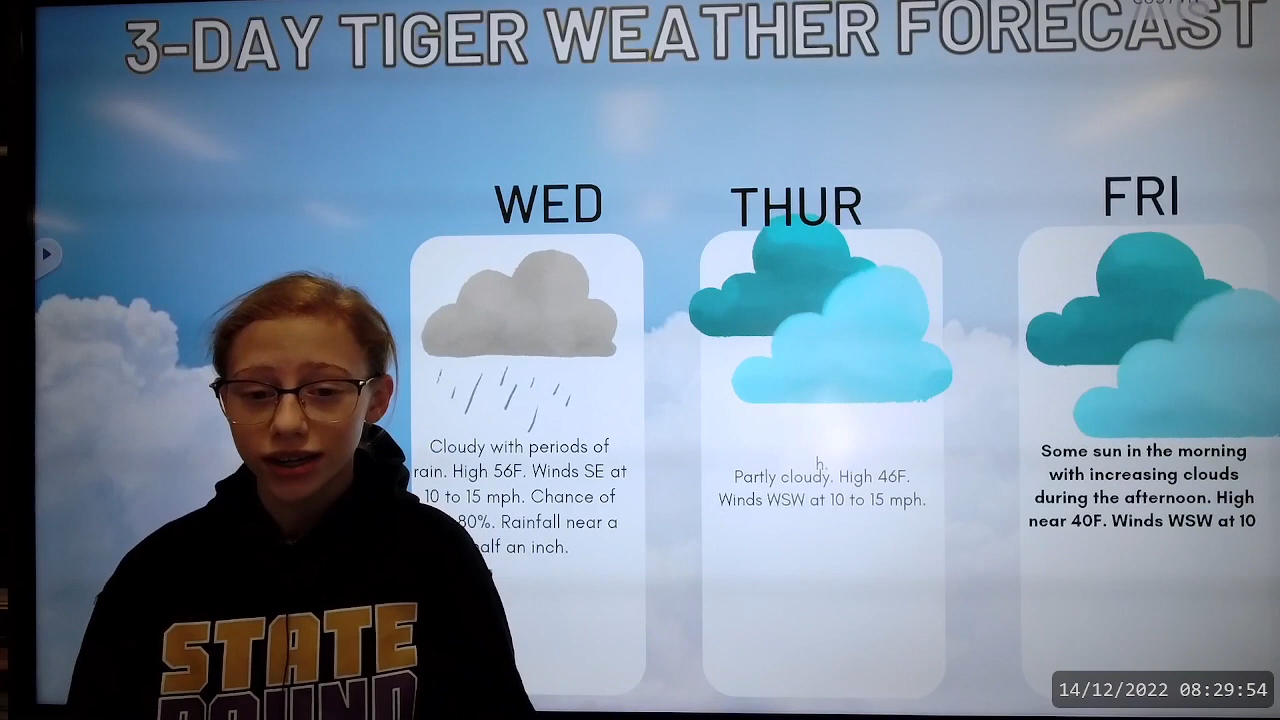 3-DAY TIGER WEATHER FORECAST
WED
Cloudy with periods of
rain. High 56F. Winds SE at
10 to 15 mph. Chance of
80%. Rainfall near a
half an inch.
THUR
h.
Partly cloudy. High 46F.
Winds WSW at 10 to 15 mph.
FRI
Some sun in the morning
with increasing clouds
during the afternoon. High
near 40F. Winds WSW at 10
STATE
BOUND
14/12/2022 08:29:54